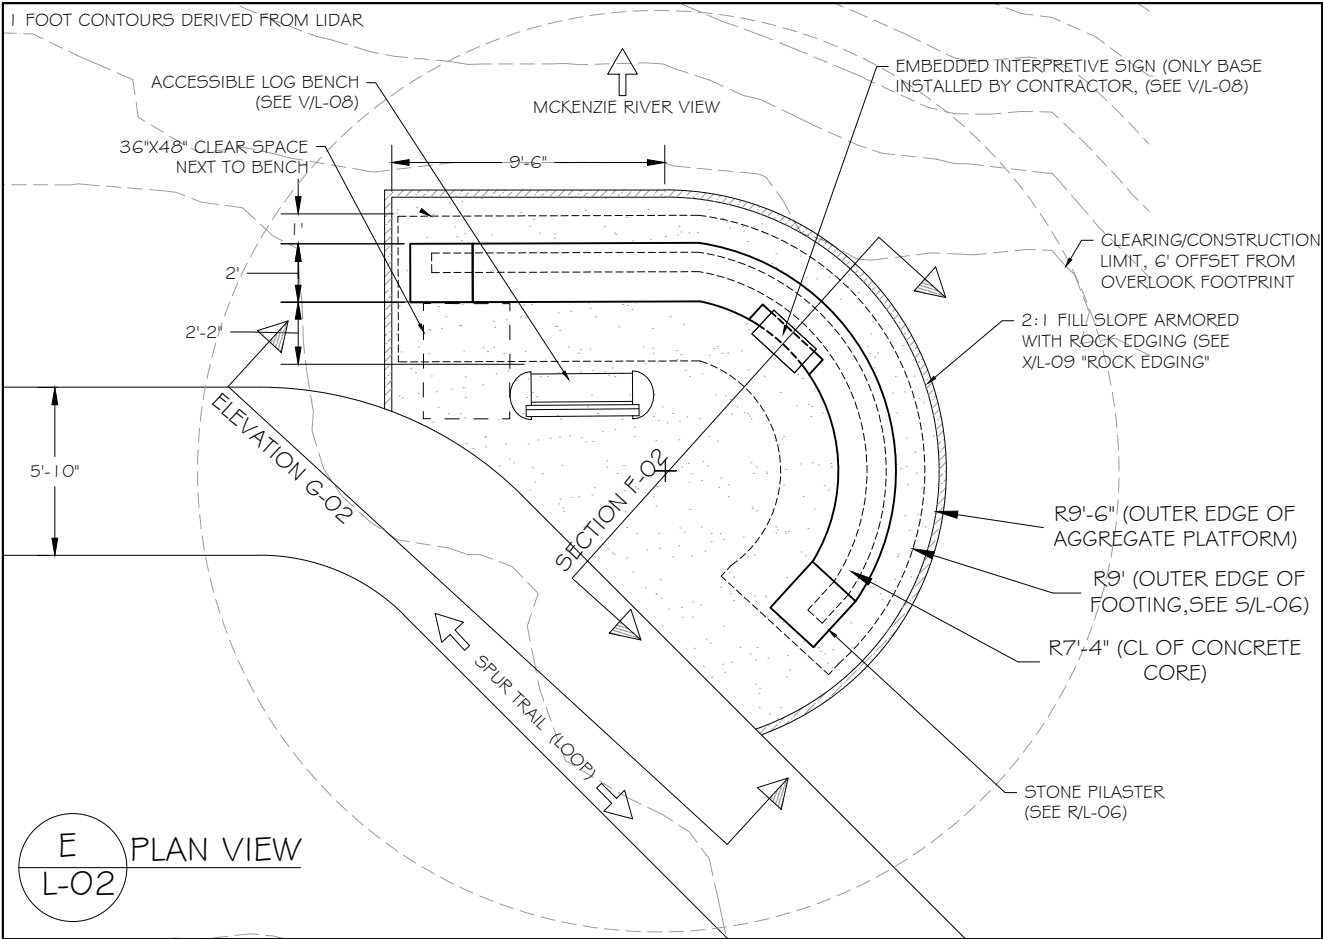 1 FOOT CONTOURS DERIVED FROM LIDAR
ACCESSIBLE LOG BENCH
(SEE V/L-08)
MCKENZIE RIVER VIEW
EMBEDDED INTERPRETIVE SIGN (ONLY BASE
INSTALLED BY CONTRACTOR, (SEE V/L-08)
36"X48" CLEAR SPACE
NEXT TO BENCH
9'-6"
1'
2'
2'-2"
5'-10"
CLEARING/CONSTRUCTION
LIMIT, 6' OFFSET FROM
OVERLOOK FOOTPRINT
2:1 FILL SLOPE ARMORED
WITH ROCK EDGING (SEE
X/L-09 "ROCK EDGING"
ELEVATION G-02
SECTION F-02
R9'-6" (OUTER EDGE OF
AGGREGATE PLATFORM)
R9' (OUTER EDGE OF
FOOTING,SEE S/L-06)
R7'-4" (CL OF CONCRETE
CORE)
SPUR TRAIL (LOOP)
STONE PILASTER
(SEE R/L-06)
E
L-02
PLAN VIEW